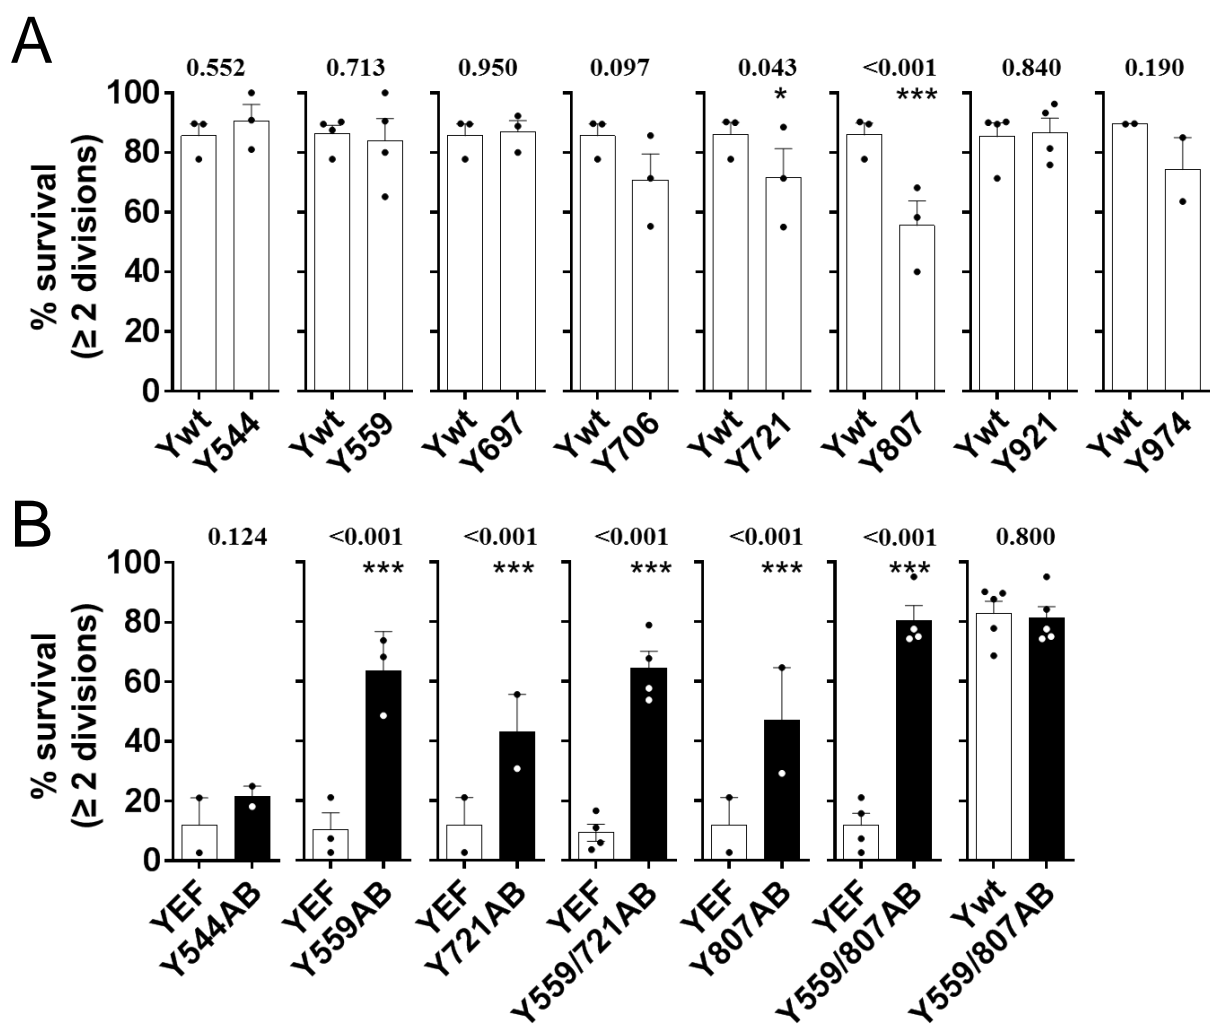 A
0.552 0.713 0.950 0.097 0.043 <0.001 0.840 0.190
* ***
100
80
60
40
20
0
% survival
(≥ 2 divisions)
Ywt Y544 Ywt Y559 Ywt Y697 Ywt Y706 Ywt Y721 Ywt Y807 Ywt Y921 Ywt Y974
B
0.124 <0.001 <0.001 <0.001 <0.001 <0.001 0.800
*** *** *** *** ***
100
80
60
40
20
0
% survival
(≥ 2 divisions)
YEF Y544AB YEF Y559AB YEF Y721AB YEF Y559/721AB YEF Y807AB YEF Y559/807AB Ywt Y559/807AB